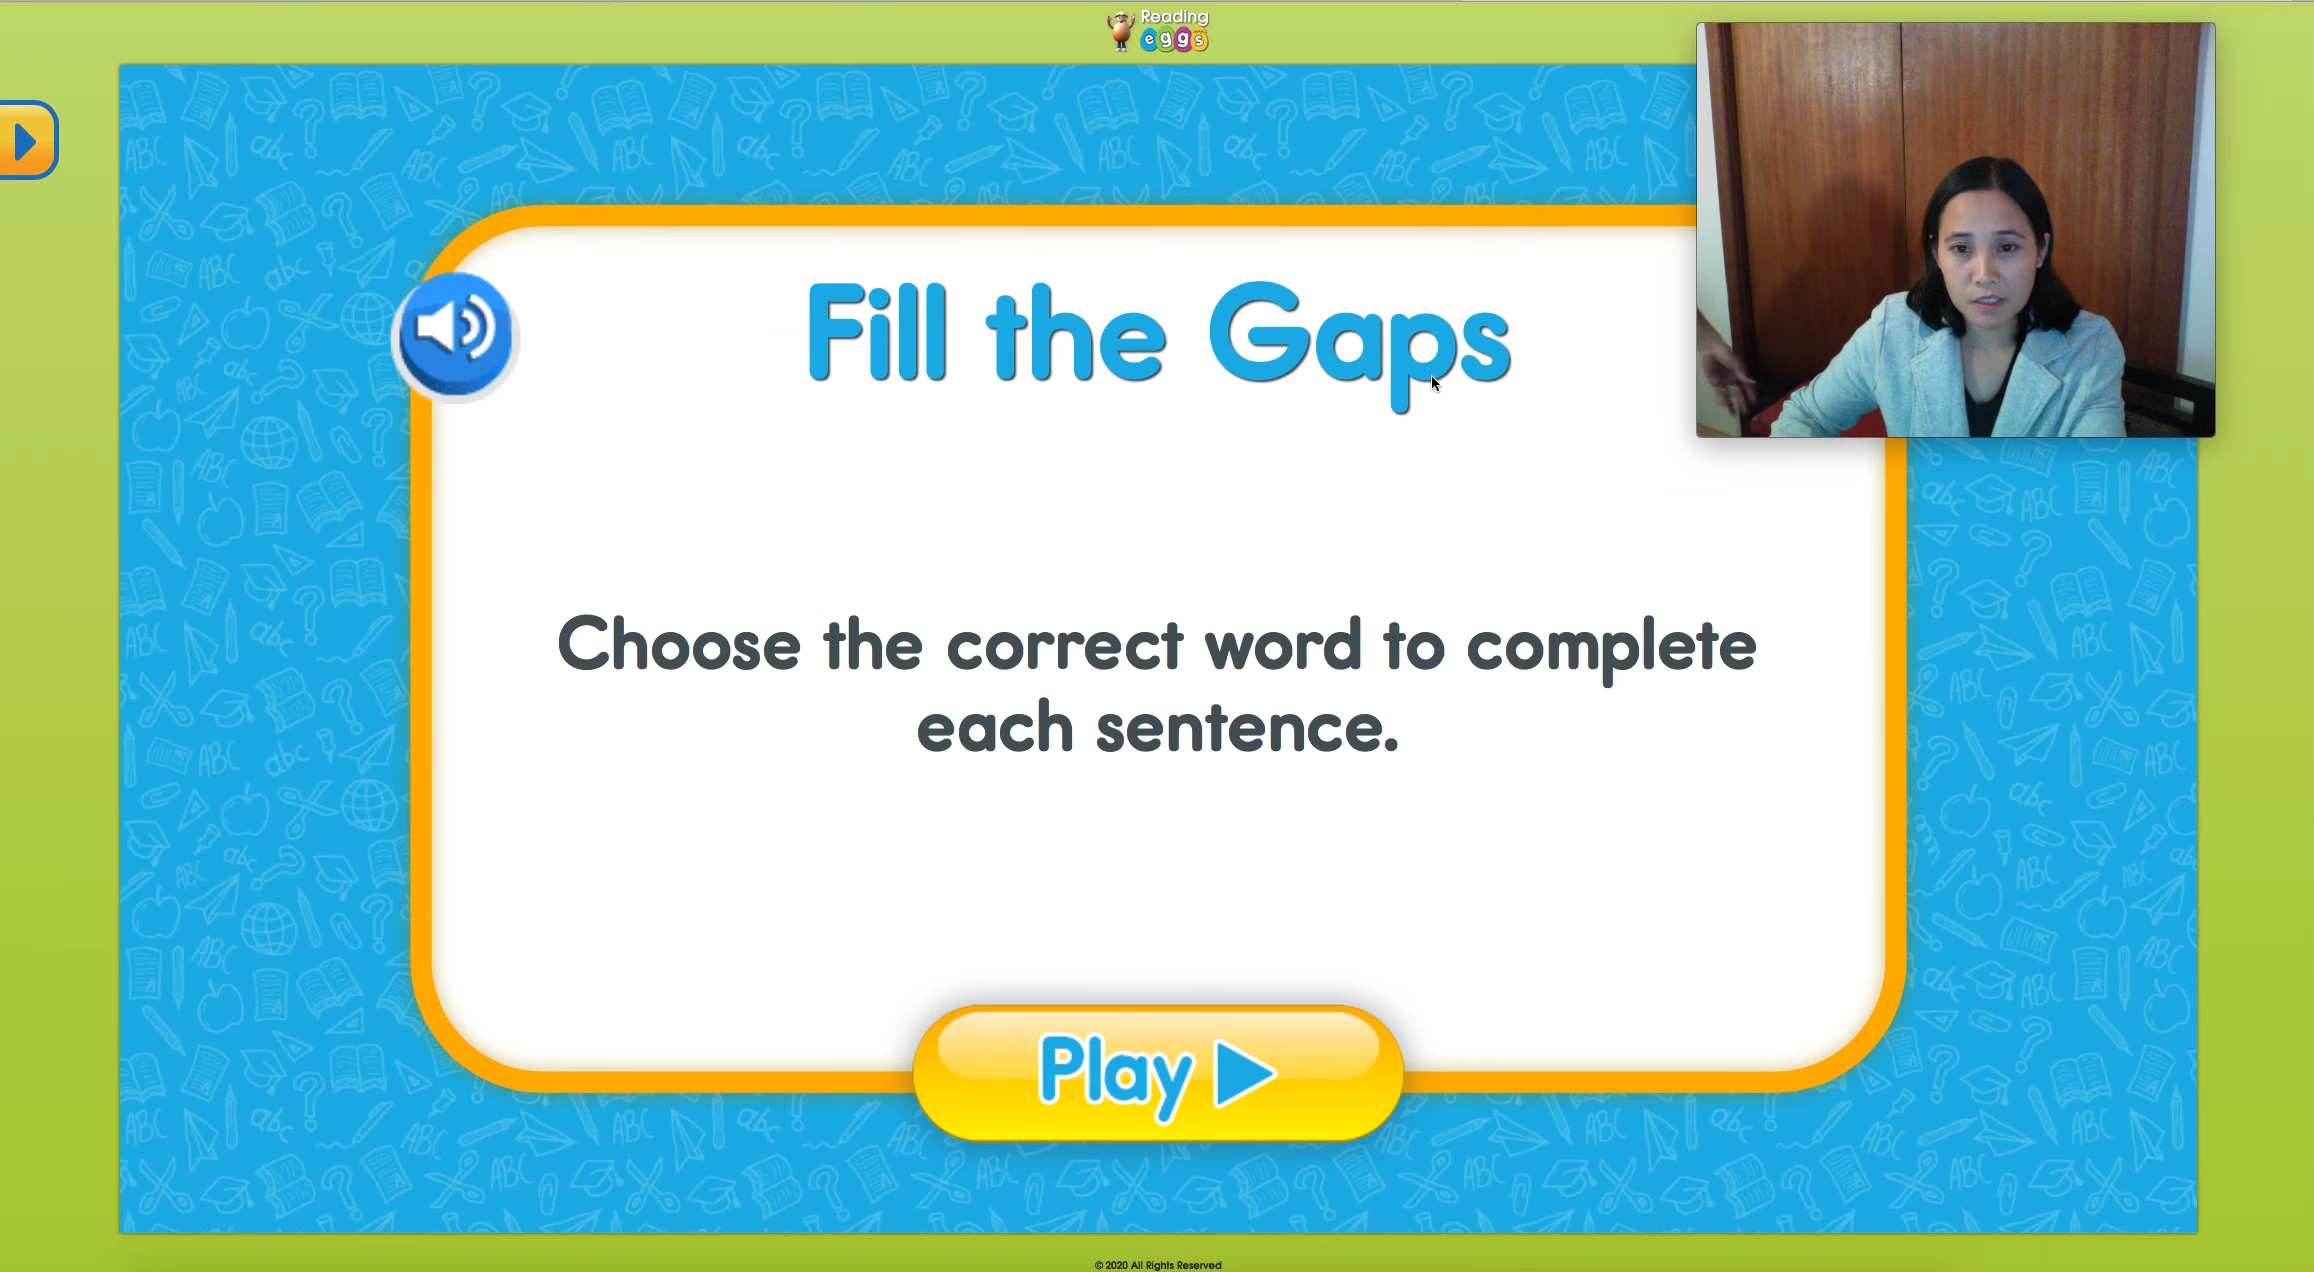 Reading
eggs
Fill the Gaps
Choose the correct word to complete
each sentence.
Play
© 2020 All Rights Reserved